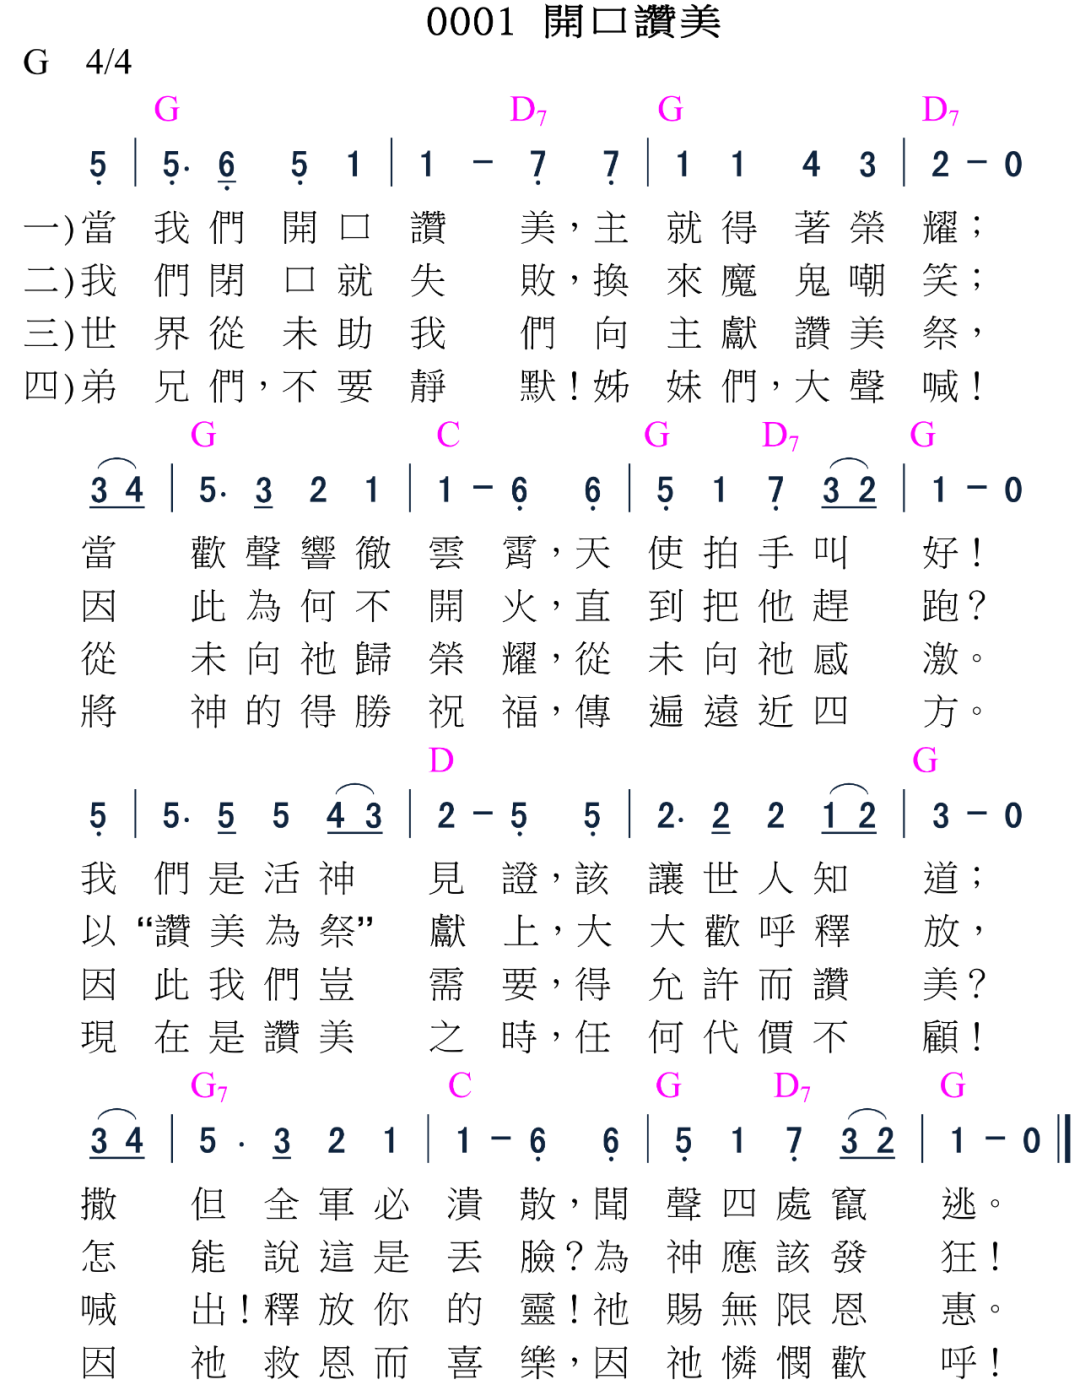 0001 開口讚美
G 4/4
G D7 G D7
5 | 5· 6 5 1 | 1 － 7 7 | 1 1 4 3 | 2 － 0
一)當 我 們 開 口 讚 美，主 就 得 著 榮 耀；
二)我 們 閉 口 就 失 敗，換 來 魔 鬼 嘲 笑；
三)世 界 從 未 助 我 們 向 主 獻 讚 美 祭，
四)弟 兄 們，不 要 靜 默！姊 妹 們，大 聲 喊！
G C G D7 G
3 4 | 5· 3 2 1 | 1 － 6 6 | 5 1 7 3 2 | 1 － 0
當 歡 聲 響 徹 雲 霄，天 使 拍 手 叫 好！
因 此 為 何 不 開 火，直 到 把 他 趕 跑？
從 未 向 祂 歸 榮 耀，從 未 向 祂 感 激。
將 神 的 得 勝 祝 福，傳 遍 遠 近 四 方。
D G
5 | 5· 5 5 4 3 | 2 － 5 5 | 2· 2 2 1 2 | 3 － 0
我 們 是 活 神 見 證，該 讓 世 人 知 道；
以 “讚 美 為 祭” 獻 上，大 大 歡 呼 釋 放，
因 此 我 們 豈 需 要，得 允 許 而 讚 美？
現 在 是 讚 美 之 時，任 何 代 價 不 顧！
G7 C G D7 G
3 4 | 5 · 3 2 1 | 1 － 6 6 | 5 1 7 3 2 | 1 － 0 ‖
撒 但 全 軍 必 潰 散，聞 聲 四 處 竄 逃。
怎 能 說 這 是 丟 臉？為 神 應 該 發 狂！
喊 出！釋 放 你 的 靈！祂 賜 無 限 恩 惠。
因 祂 救 恩 而 喜 樂，因 祂 憐 憫 歡 呼！